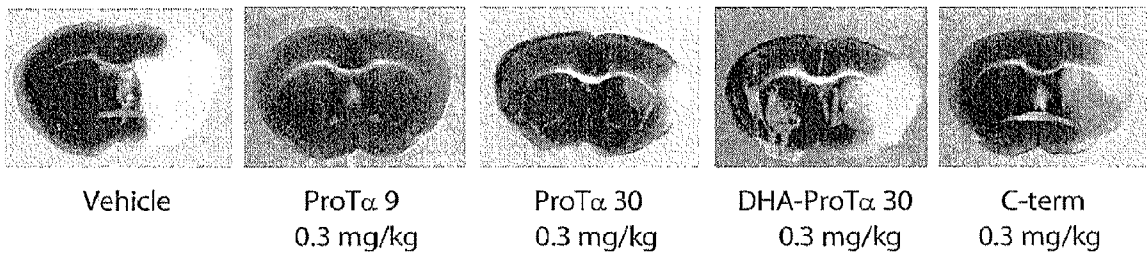 Vehicle ProTα 9 ProTα 30 DHA-ProTα 30 C-term
0.3 mg/kg 0.3 mg/kg 0.3 mg/kg 0.3 mg/kg